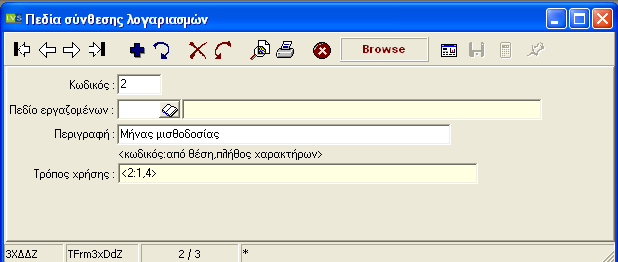 LVS Πεδία σύνθεσης λογαριασμών
Browse
Κωδικός : 2
Πεδίο εργαζομένων :
Περιγραφή : Μήνας μισθοδοσίας
<κωδικός:από θέση,πλήθος χαρακτήρων>
Τρόπος χρήσης : <2:1,4>
3ΧΔΔΖ TFrm3xDdZ 2 / 3 *